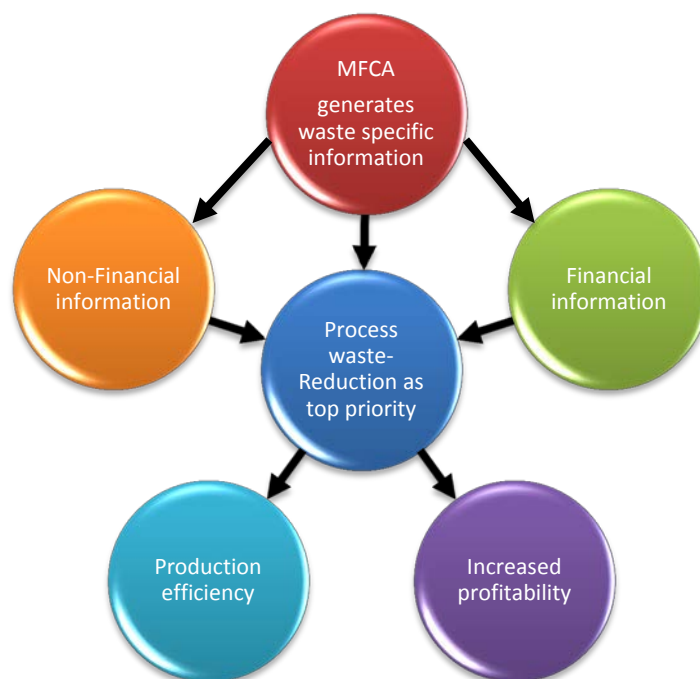 MFCA
generates
waste specific
information
Non-Financial
information
Financial
information
Process
waste-
Reduction as
top priority
Production
efficiency
Increased
profitability